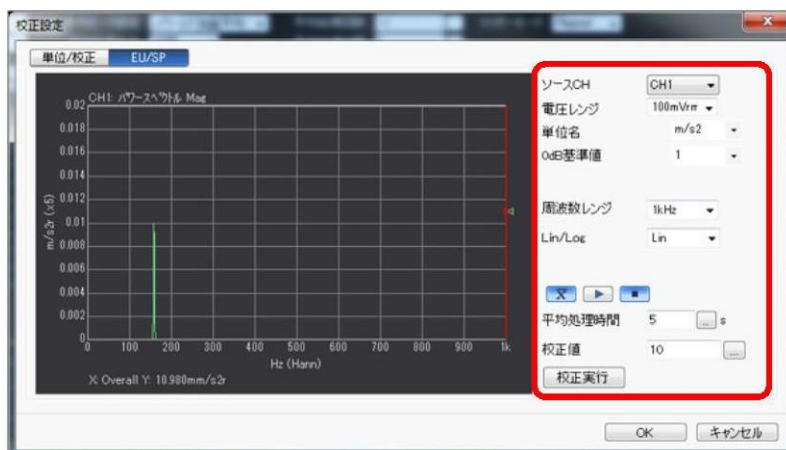 校正設定
単位/校正 EU/SP
CH1: パワースペクトル Mag
0.02
0.018
0.016
0.014
0.012
0.01
0.008
0.006
0.004
0.002
0
m/s2r (x5)
0 100 200 300 400 500 600 700 800 900 1k
Hz (Hann)
X: Overall Y: 10.980mm/s2r
ソースCH CH1
電圧レンジ 100mVrr
単位名 m/s2
0dB基準値 1
周波数レンジ 1kHz
Lin/Log Lin
平均処理時間 5 ... s
校正値 10 ...
校正実行
OK キャンセル